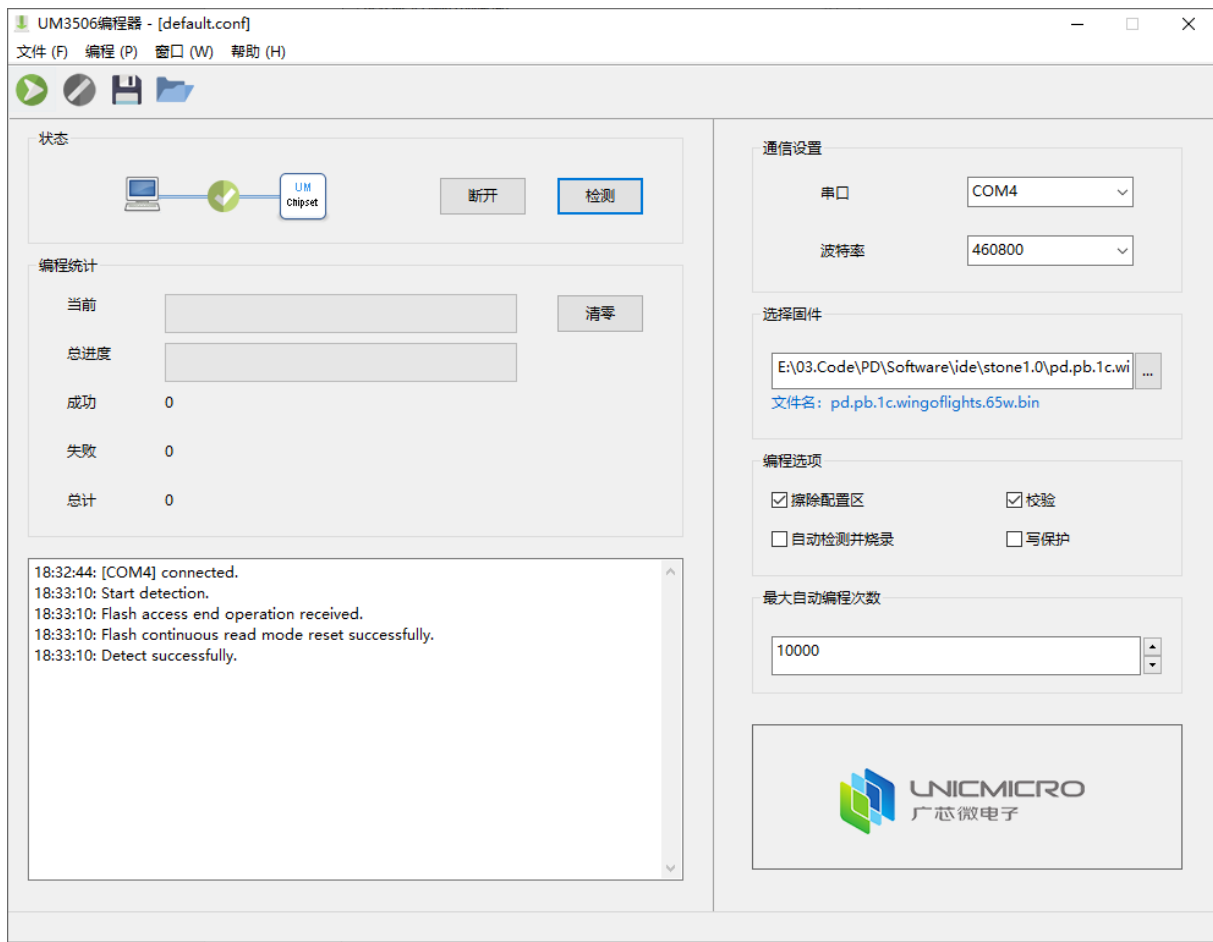 UM3506编程器 - [default.conf]
文件 (F) 编程 (P) 窗口 (W) 帮助 (H)
状态
UM
Chipset
断开
检测
编程统计
当前
清零
总进度
成功 0
失败 0
总计 0
18:32:44: [COM4] connected.
18:33:10: Start detection.
18:33:10: Flash access end operation received.
18:33:10: Flash continuous read mode reset successfully.
18:33:10: Detect successfully.
通信设置
串口 COM4
波特率 460800
选择固件
E:\03.Code\PD\Software\ide\stone1.0\pd.pb.1c.wi ...
文件名: pd.pb.1c.wingoflights.65w.bin
编程选项
擦除配置区 校验
自动检测并烧录 写保护
最大自动编程次数
10000
UNICMICRO
广芯微电子